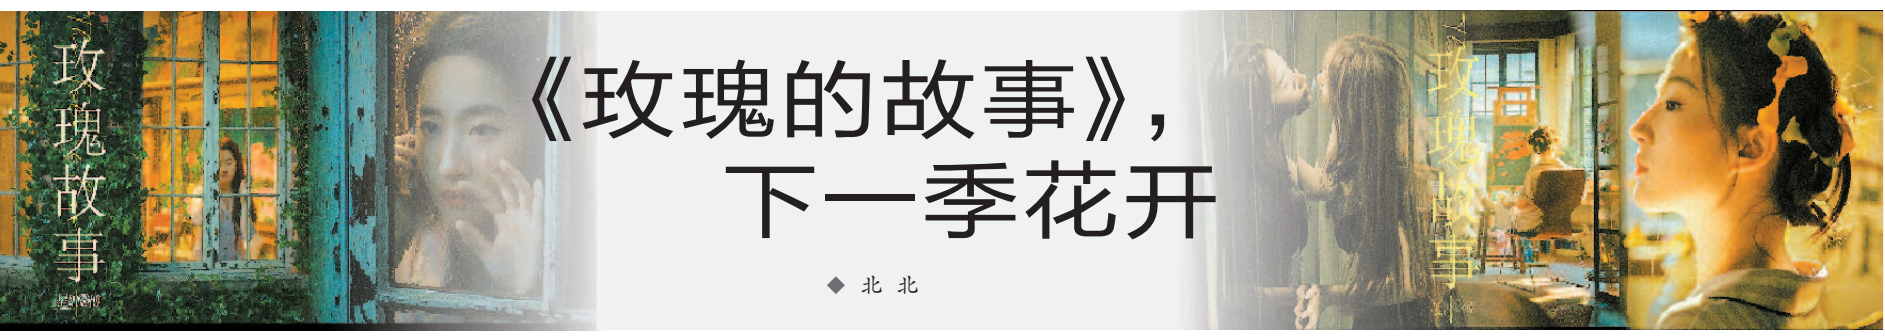 玫瑰故事
《玫瑰的故事》，
下一季花开
◆ 北 北
玫瑰故事